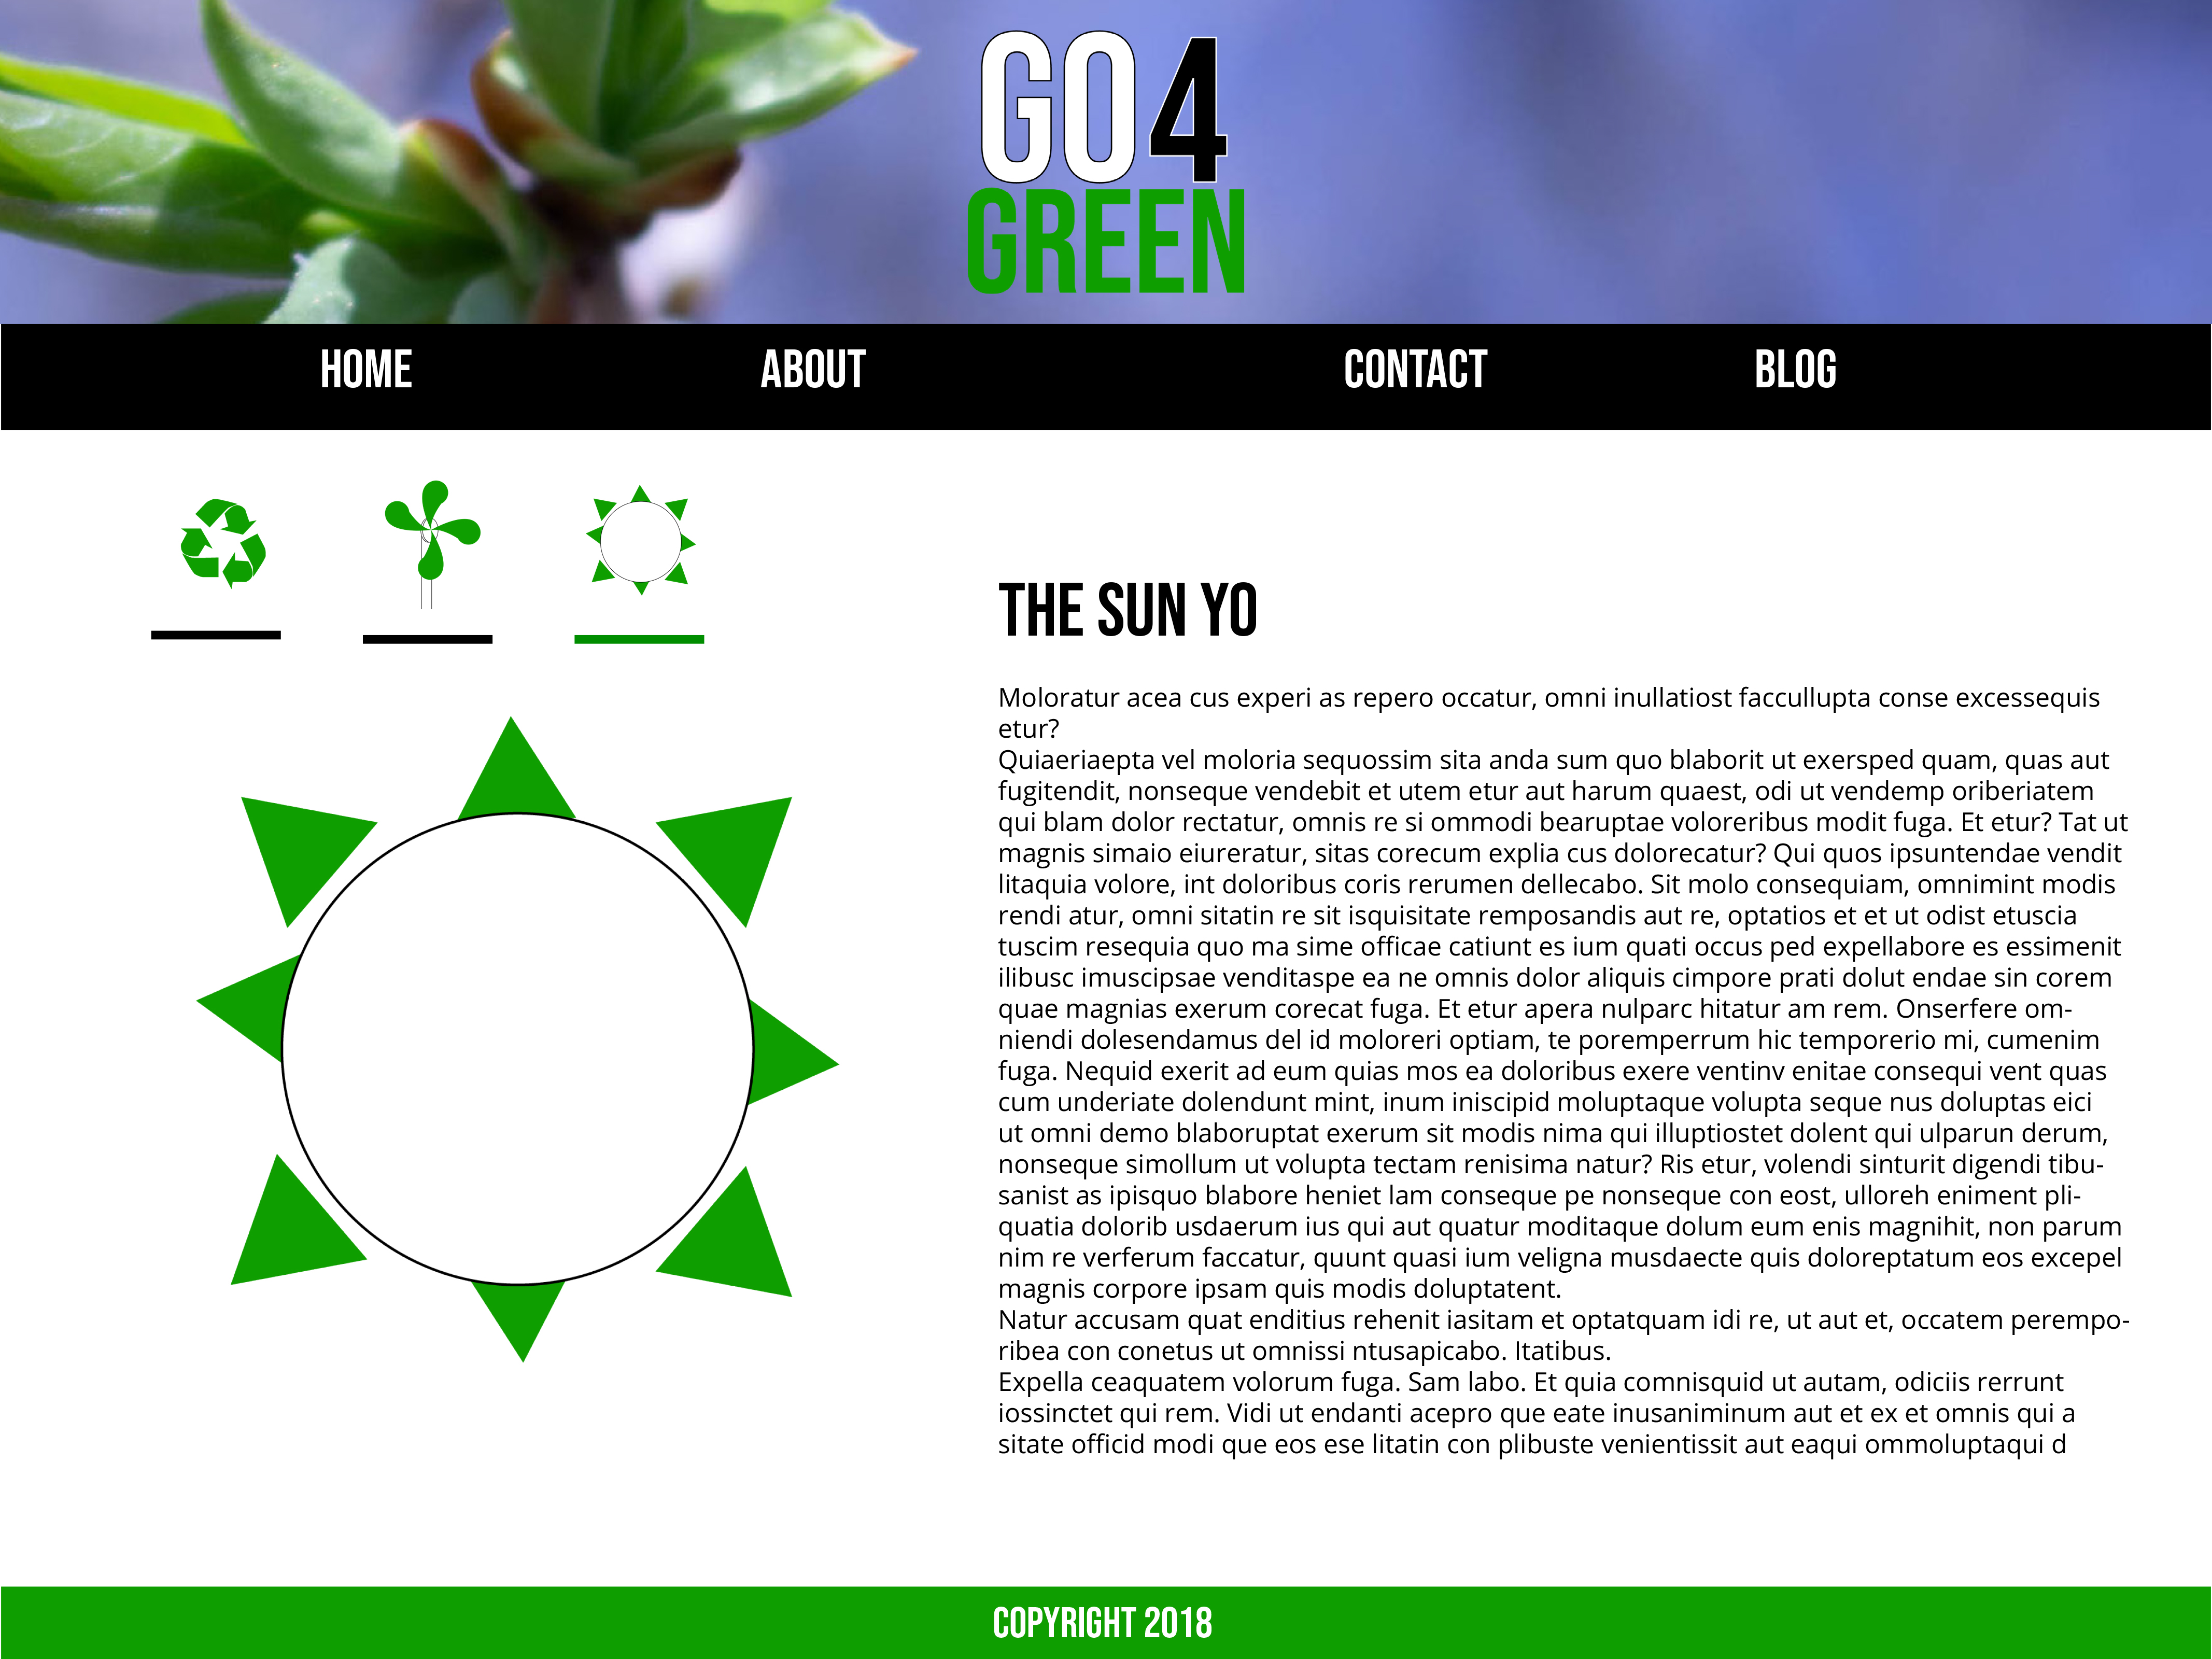 GO4
GREEN
HOME ABOUT CONTACT BLOG
THE SUN YO
Moloratur acea cus experi as repero occatur, omni inullatiost faccullupta conse excessequis
etur?
Quiaeriaepta vel moloria sequossim sita anda sum quo blaborit ut exersped quam, quas aut
fugitendit, nonseque vendebit et utem etur aut harum quaest, odi ut vendemp oriberiatem
qui blam dolor rectatur, omnis re si ommodi bearuptae voloreribus modit fuga. Et etur? Tat ut
magnis simaio eiureratur, sitas corecum explia cus dolorecatur? Qui quos ipsuntendae vendit
litaquia volore, int doloribus coris rerumen dellecabo. Sit molo consequiam, omnimint modis
rendi atur, omni sitatin re sit isquisitate remposandis aut re, optatios et et ut odist etuscia
tuscim resequia quo ma sime officae catiunt es ium quati occus ped expellabore es essimenit
ilibusc imuscipsae venditaspe ea ne omnis dolor aliquis cimpore prati dolut endae sin corem
quae magnias exerum corecat fuga. Et etur apera nulparc hitatur am rem. Onserfere om-
niendi dolesendamus del id moloreri optiam, te poremperrum hic temporerio mi, cumenim
fuga. Nequid exerit ad eum quias mos ea doloribus exere ventinv enitae consequi vent quas
cum underiate dolendunt mint, inum iniscipid moluptaque volupta seque nus doluptas eici
ut omni demo blaboruptat exerum sit modis nima qui illuptiostet dolent qui ulparun derum,
nonseque simollum ut volupta tectam renisima natur? Ris etur, volendi sinturit digendi tibu-
sanist as ipisquo blabore heniet lam conseque pe nonseque con eost, ulloreh eniment pli-
quatia dolorib usdaerum ius qui aut quatur moditaque dolum eum enis magnihit, non parum
nim re verferum faccatur, quunt quasi ium veligna musdaecte quis doloreptatum eos excepel
magnis corpore ipsam quis modis doluptatent.
Natur accusam quat enditius rehenit iasitam et optatquam idi re, ut aut et, occatem perempo-
ribea con conetus ut omnissi ntusapicabo. Itatibus.
Expella ceaquatem volorum fuga. Sam labo. Et quia comnisquid ut autam, odiciis rerrunt
iossinctet qui rem. Vidi ut endanti acepro que eate inusaniminum aut et ex et omnis qui a
sitate officid modi que eos ese litatin con plibuste venientissit aut eaqui ommoluptaqui d
COPYRIGHT 2018